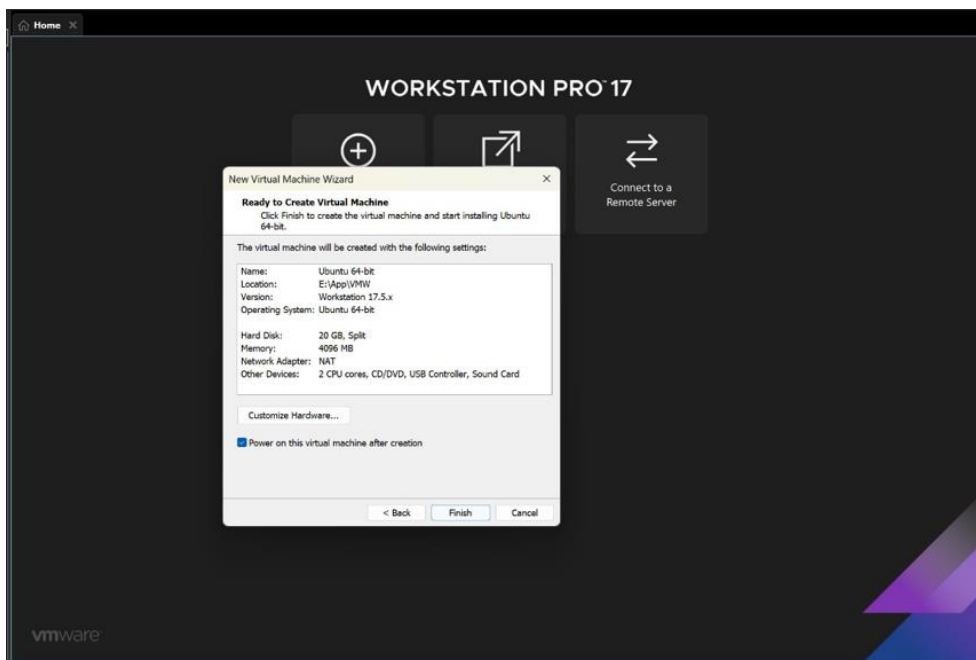 Home
WORKSTATION PRO™ 17
Connect to a
Remote Server
New Virtual Machine Wizard
Ready to Create Virtual Machine
Click Finish to create the virtual machine and start installing Ubuntu
64-bit.
The virtual machine will be created with the following settings:
Name: Ubuntu 64-bit
Location: E:\App\VMW
Version: Workstation 17.5.x
Operating System: Ubuntu 64-bit
Hard Disk: 20 GB, Split
Memory: 4096 MB
Network Adapter: NAT
Other Devices: 2 CPU cores, CD/DVD, USB Controller, Sound Card
Customize Hardware...
Power on this virtual machine after creation
< Back Finish Cancel
vmware